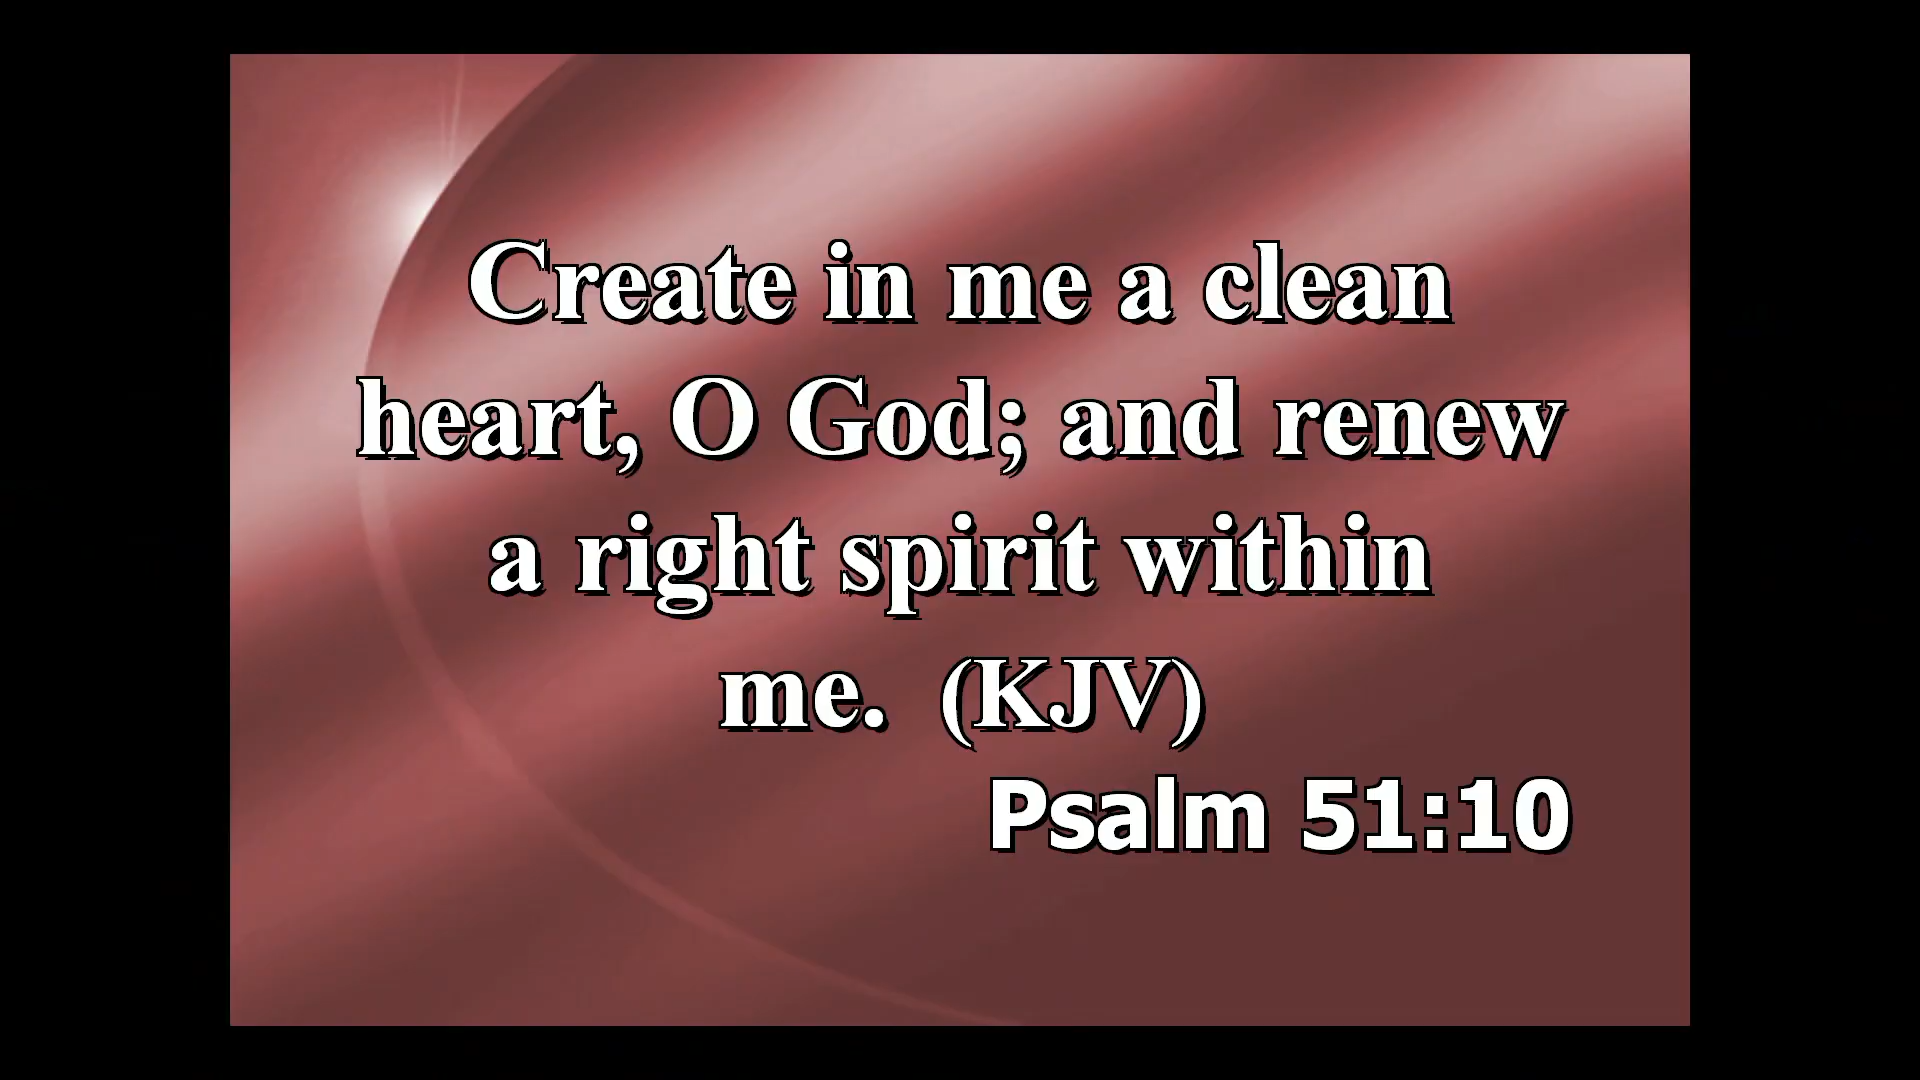 Create in me a clean
heart, O God; and renew
a right spirit within
me.  (KJV)
Psalm 51:10